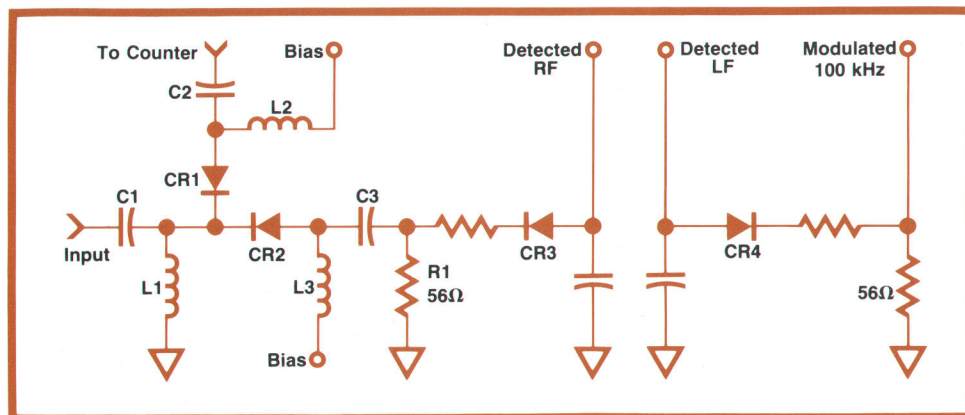 To Counter
Bias
Detected
RF
Detected
LF
Modulated
100 kHz
C2
L2
CR1
C1
C3
Input
CR2
CR3
CR4
L1
L3
R1
56Ω
56Ω
Bias